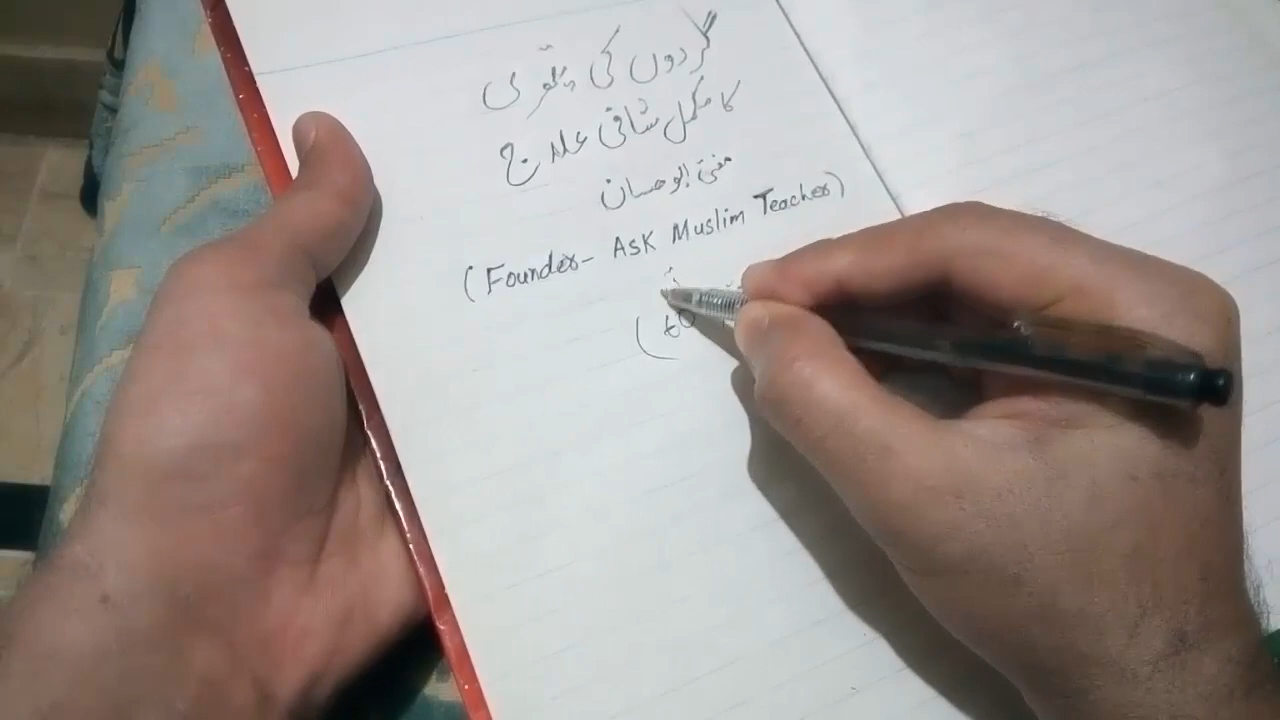 گردوں کی پتھری
کا مکمل شافی علاج
مفتی ابو حسان
(Founder- Ask Muslim Teacher)